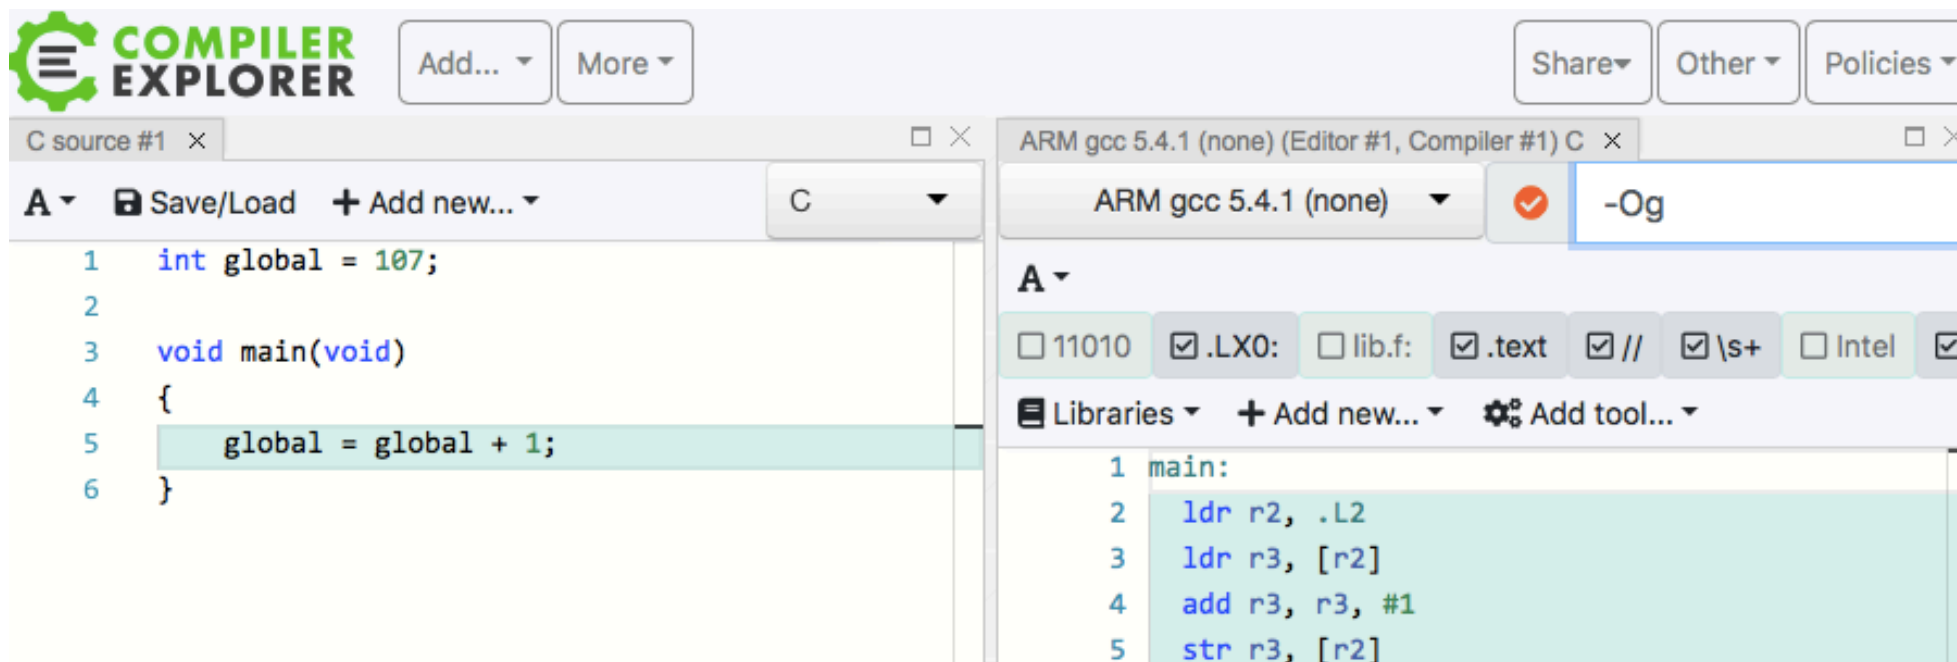 COMPILER
EXPLORER
Add...
More
Share
Other
Policies
C source #1
ARM gcc 5.4.1 (none) (Editor #1, Compiler #1) C
A
Save/Load
+ Add new...
C
ARM gcc 5.4.1 (none)
-Og
1 int global = 107;
2
3 void main(void)
4 {
5 global = global + 1;
6 }
A
11010
.LX0:
lib.f:
.text
//
\s+
Intel
Libraries
+ Add new...
Add tool...
1 main:
2 ldr r2, .L2
3 ldr r3, [r2]
4 add r3, r3, #1
5 str r3, [r2]